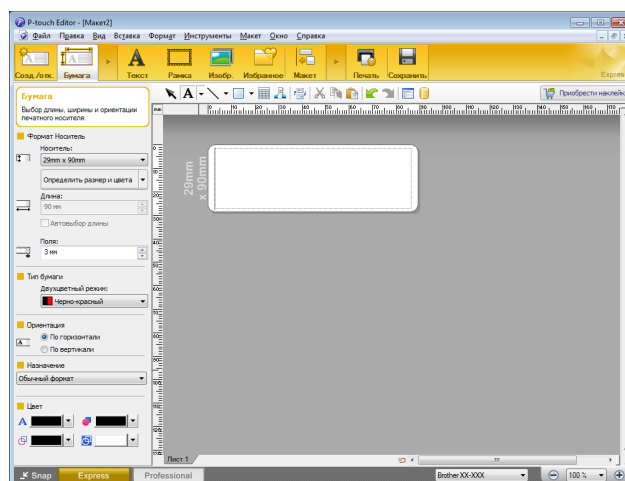 P-touch Editor - [Макет2]
Файл Правка Вид Вставка Формат Инструменты Макет Окно Справка
Созд./отк. Бумага Текст Рамка Изобр. Избранное Макет Печать Сохранить Express
A Приобрести наклейк
Бумага
Выбор длины, ширины и ориентации
печатного носителя.
Формат Носитель
Носитель:
29mm x 90mm
Определить размер и цвета
Длина:
90 мм
Автовыбор длины
Поля:
3 мм
Тип бумаги
Двухцветный режим:
Черно-красный
Ориентация
По горизонтали
По вертикали
Назначение
Обычный формат
Цвет
A
29mm
x 90mm
Лист 1
Snap Express Professional Brother XX-XXX 100 %